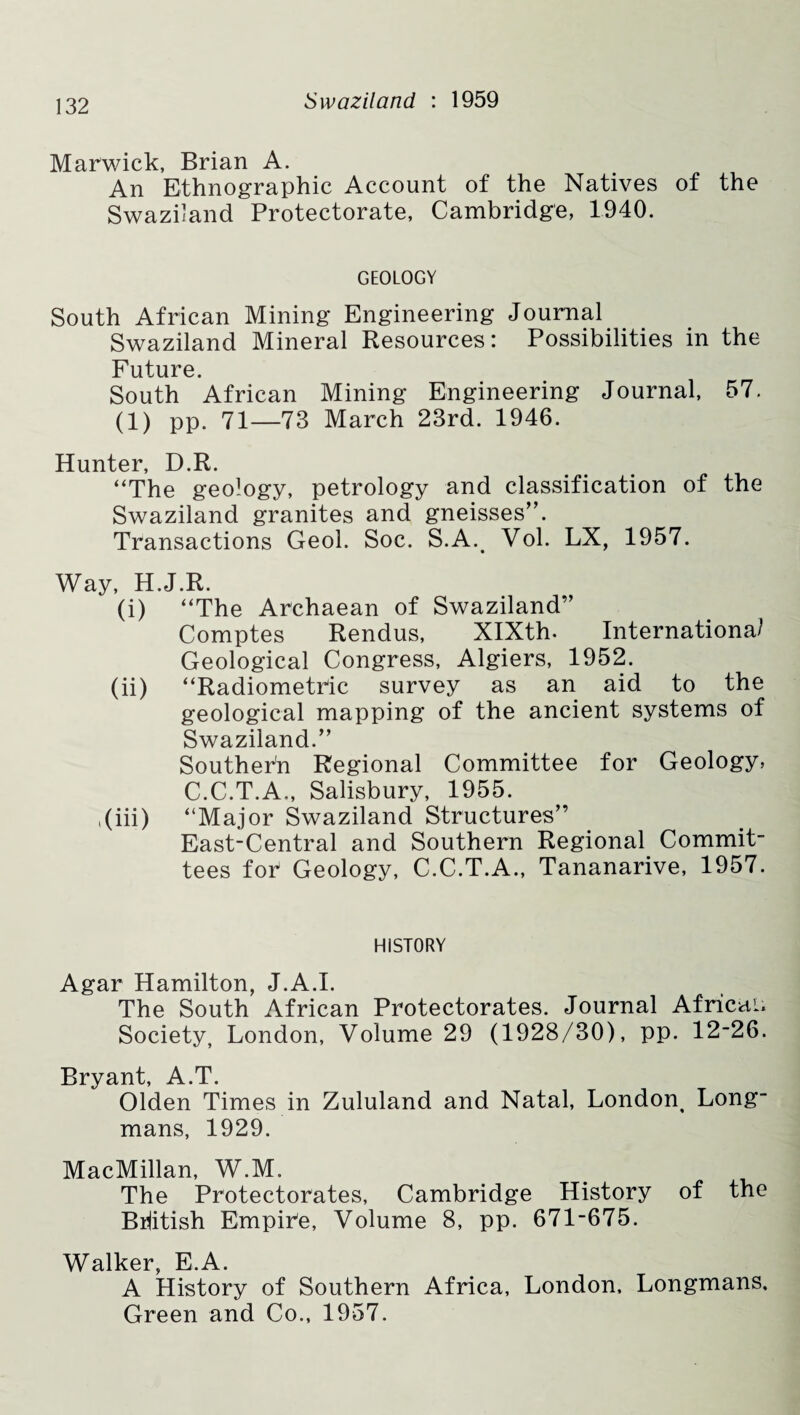 132
Swaziland : 1959
Marwick, Brian A.
An Ethnographic Account of the Natives of the
Swaziland Protectorate, Cambridge, 1940.
GEOLOGY
South African Mining Engineering Journal
Swaziland Mineral Resources: Possibilities in the
Future.
South African Mining Engineering Journal, 57.
(1) pp. 71—73 March 23rd. 1946.
Hunter, D.R.
“The geology, petrology and classification of the
Swaziland granites and gneisses”.
Transactions Geol. Soc. S.A., Vol. LX, 1957.
Way, H.J.R.
(i) “The Archaean of Swaziland”
Comptes Rendus, XIXth. International
Geological Congress, Algiers, 1952.
(ii) “Radiometric survey as an aid to the
geological mapping of the ancient systems of
Swaziland.”
Southern Regional Committee for Geology,
C.C.T.A., Salisbury, 1955.
(iii) “Major Swaziland Structures”
East-Central and Southern Regional Commit-
tees for Geology, C.C.T.A., Tananarive, 1957.
HISTORY
Agar Hamilton, J.A.I.
The South African Protectorates. Journal African
Society, London, Volume 29 (1928/30), pp. 12-26.
Bryant, A.T.
Olden Times in Zululand and Natal, London, Long-
mans, 1929.
MacMillan, W.M.
The Protectorates, Cambridge History of the
British Empire, Volume 8, pp. 671-675.
Walker, E.A.
A History of Southern Africa, London, Longmans,
Green and Co., 1957.